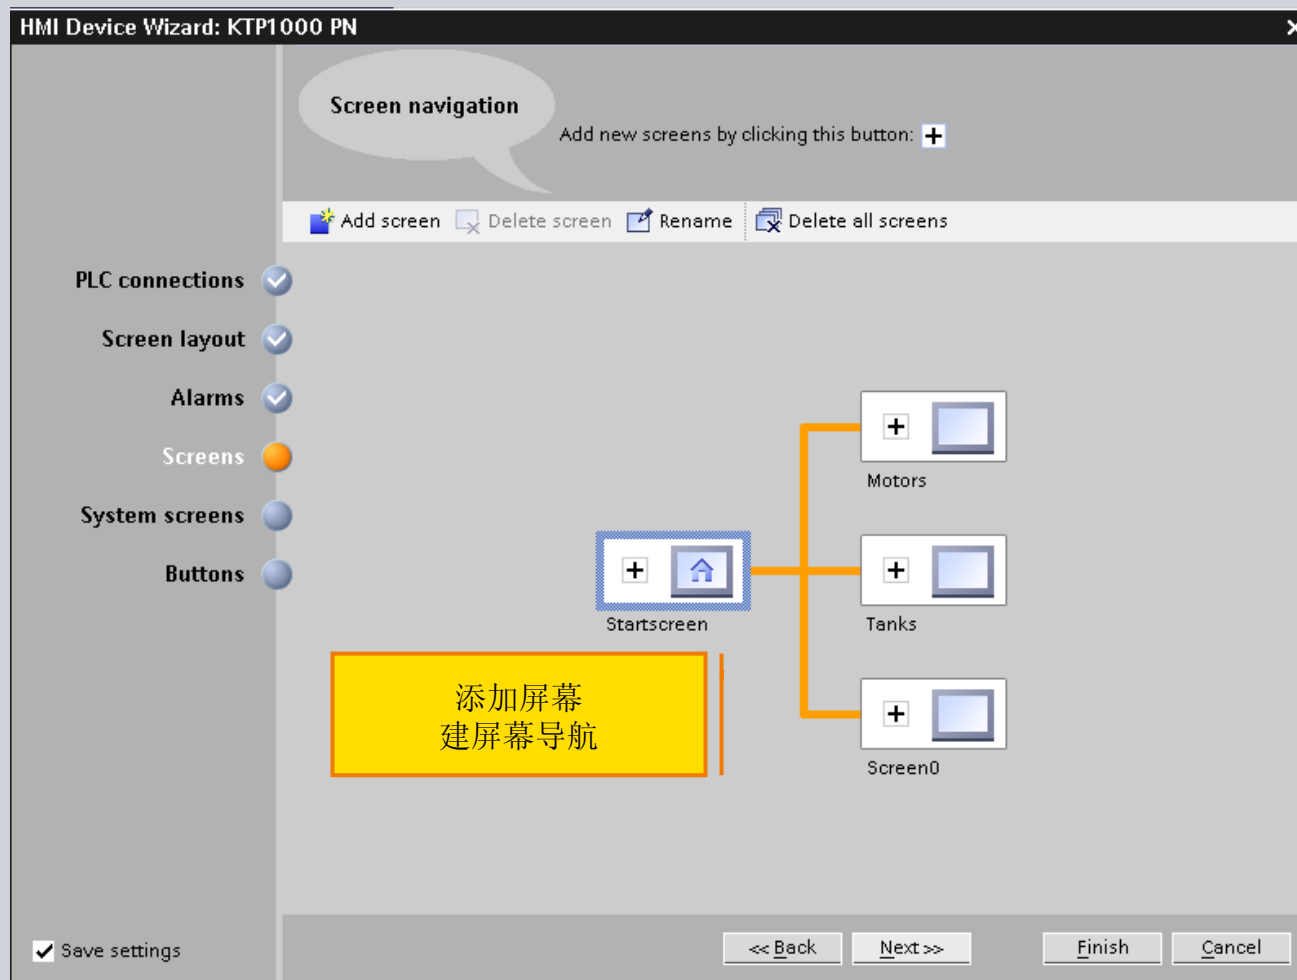 HMI Device Wizard: KTP1000 PN
Screen navigation
Add new screens by clicking this button:
Add screen Delete screen Rename Delete all screens
PLC connections
Screen layout
Alarms
Screens
System screens
Buttons
Motors
Startscreen
Tanks
添加屏幕
建屏幕导航
Screen0
Save settings
<< Back Next >> Finish Cancel